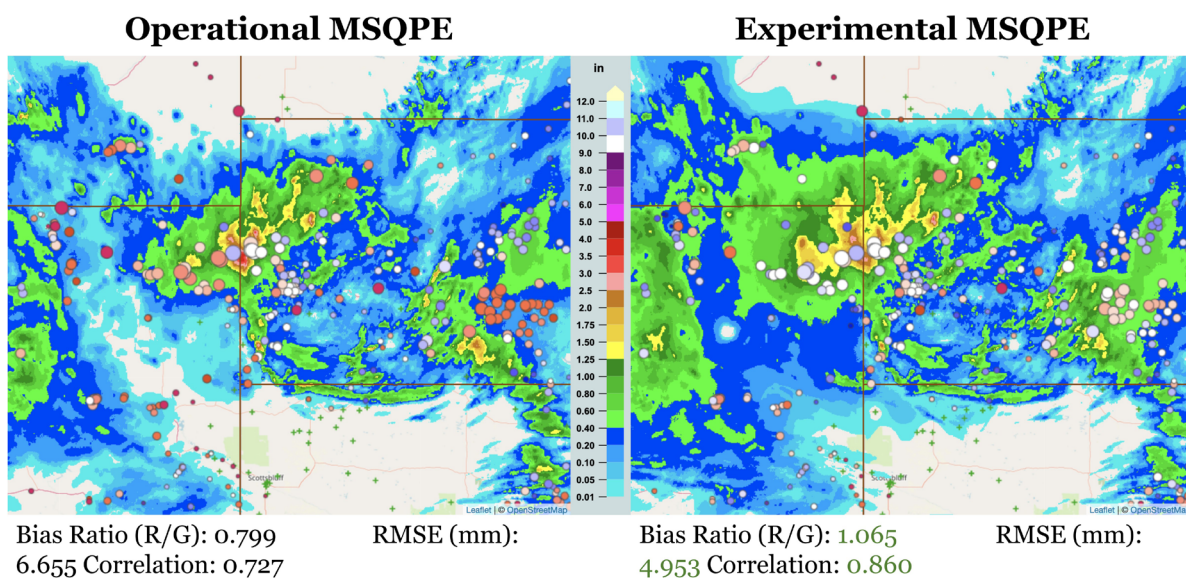 Operational MSQPE
Experimental MSQPE
in
12.0
11.0
10.0
9.0
8.0
7.0
6.0
5.0
4.0
3.5
3.0
2.5
2.0
1.75
1.50
1.25
1.00
0.80
0.60
0.40
0.20
0.10
0.05
0.01
Scottsbluff
Scottsbluff
Leaflet | © OpenStreetMap
Leaflet | © OpenStreetMap
Bias Ratio (R/G): 0.799 RMSE (mm):
6.655 Correlation: 0.727
Bias Ratio (R/G): 1.065 RMSE (mm):
4.953 Correlation: 0.860